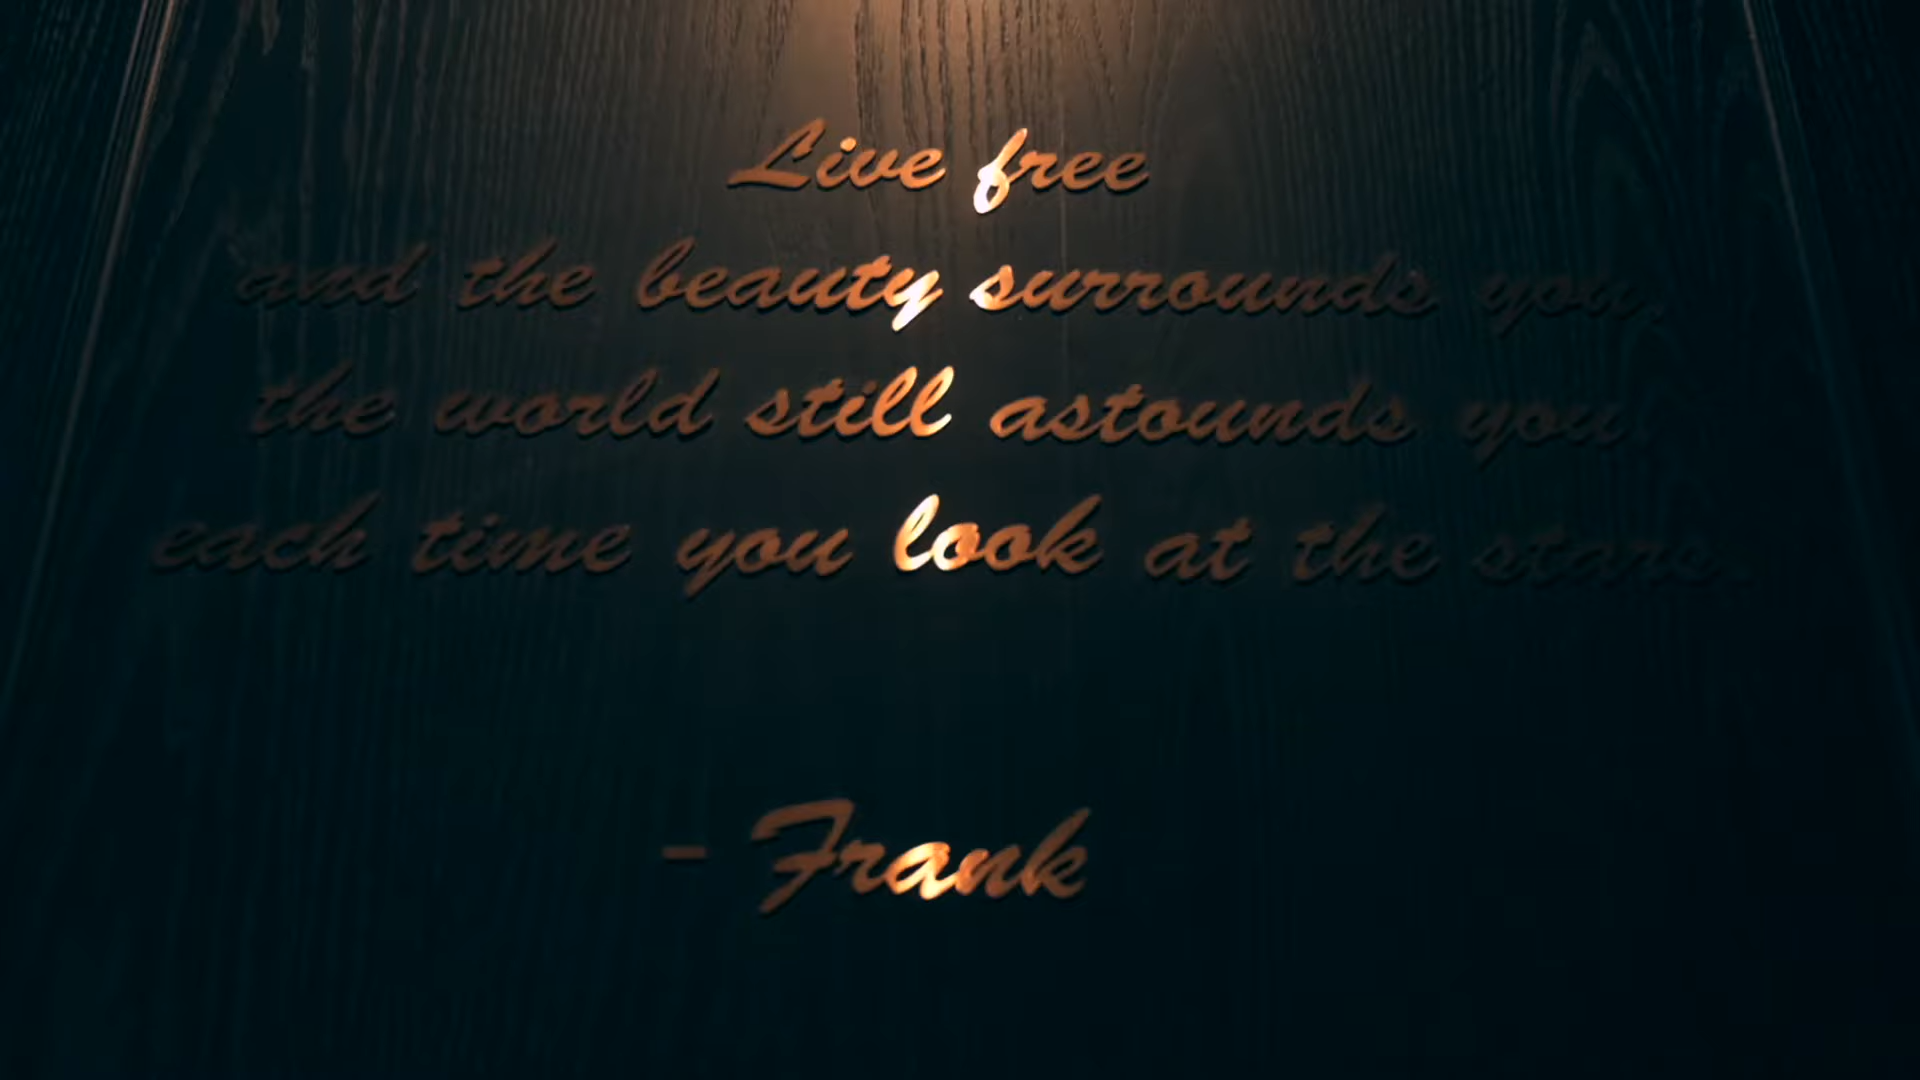 Live free
and the beauty surrounds you,
the world still astounds you
each time you look at the stars.
- Frank